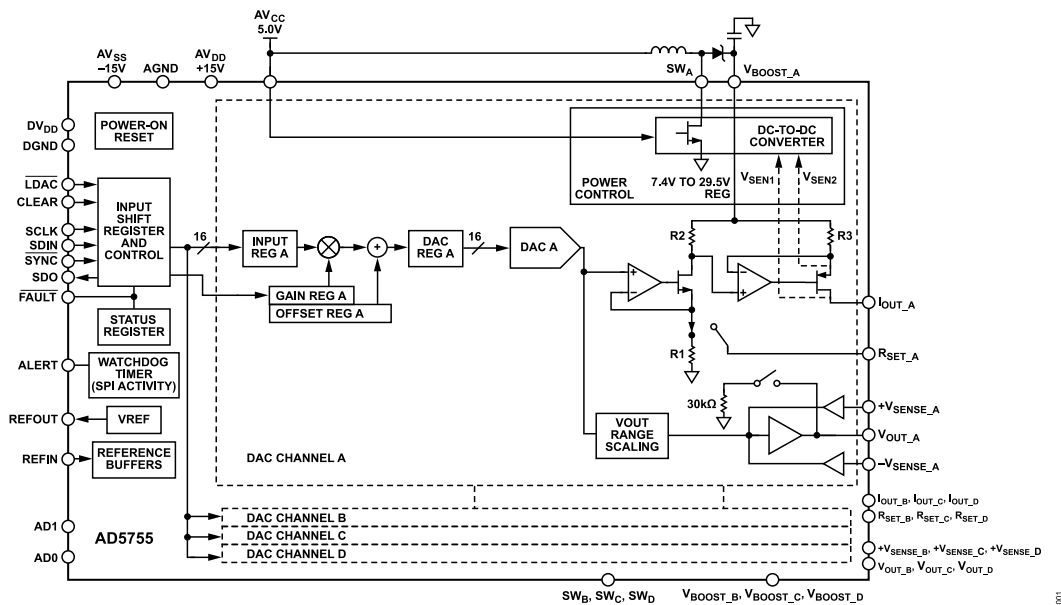 AVCC
5.0V
AVSS
–15V
AGND
AVDD
+15V
SWA
VBOOST_A
DVDD
DGND
POWER-ON
RESET
DC-TO-DC
CONVERTER
7.4V TO 29.5V
REG
POWER
CONTROL
VSEN1
VSEN2
LDAC
CLEAR
SCLK
SDIN
SYNC
SDO
FAULT
INPUT
SHIFT
REGISTER
AND
CONTROL
STATUS
REGISTER
16
INPUT
REG A
×
+
DAC
REG A
16
DAC A
GAIN REG A
OFFSET REG A
R2
R3
+
–
+
–
R1
IOUT_A
RSET_A
ALERT
WATCHDOG
TIMER
(SPI ACTIVITY)
REFOUT
VREF
REFIN
REFERENCE
BUFFERS
30kΩ
VOUT
RANGE
SCALING
+VSENSE_A
VOUT_A
–VSENSE_A
DAC CHANNEL A
IOUT_B, IOUT_C, IOUT_D
RSET_B, RSET_C, RSET_D
+VSENSE_B, +VSENSE_C, +VSENSE_D
VOUT_B, VOUT_C, VOUT_D
AD1
AD0
AD5755
DAC CHANNEL B
DAC CHANNEL C
DAC CHANNEL D
SWB, SWC, SWD
VBOOST_B, VBOOST_C, VBOOST_D
001